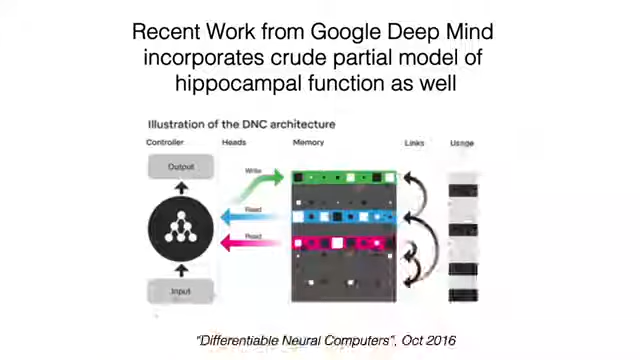 Recent Work from Google Deep Mind
incorporates crude partial model of
hippocampal function as well
Illustration of the DNC architecture
Controller Heads Memory Links Usage
Output
Write
Read
Read
Input
"Differentiable Neural Computers", Oct 2016